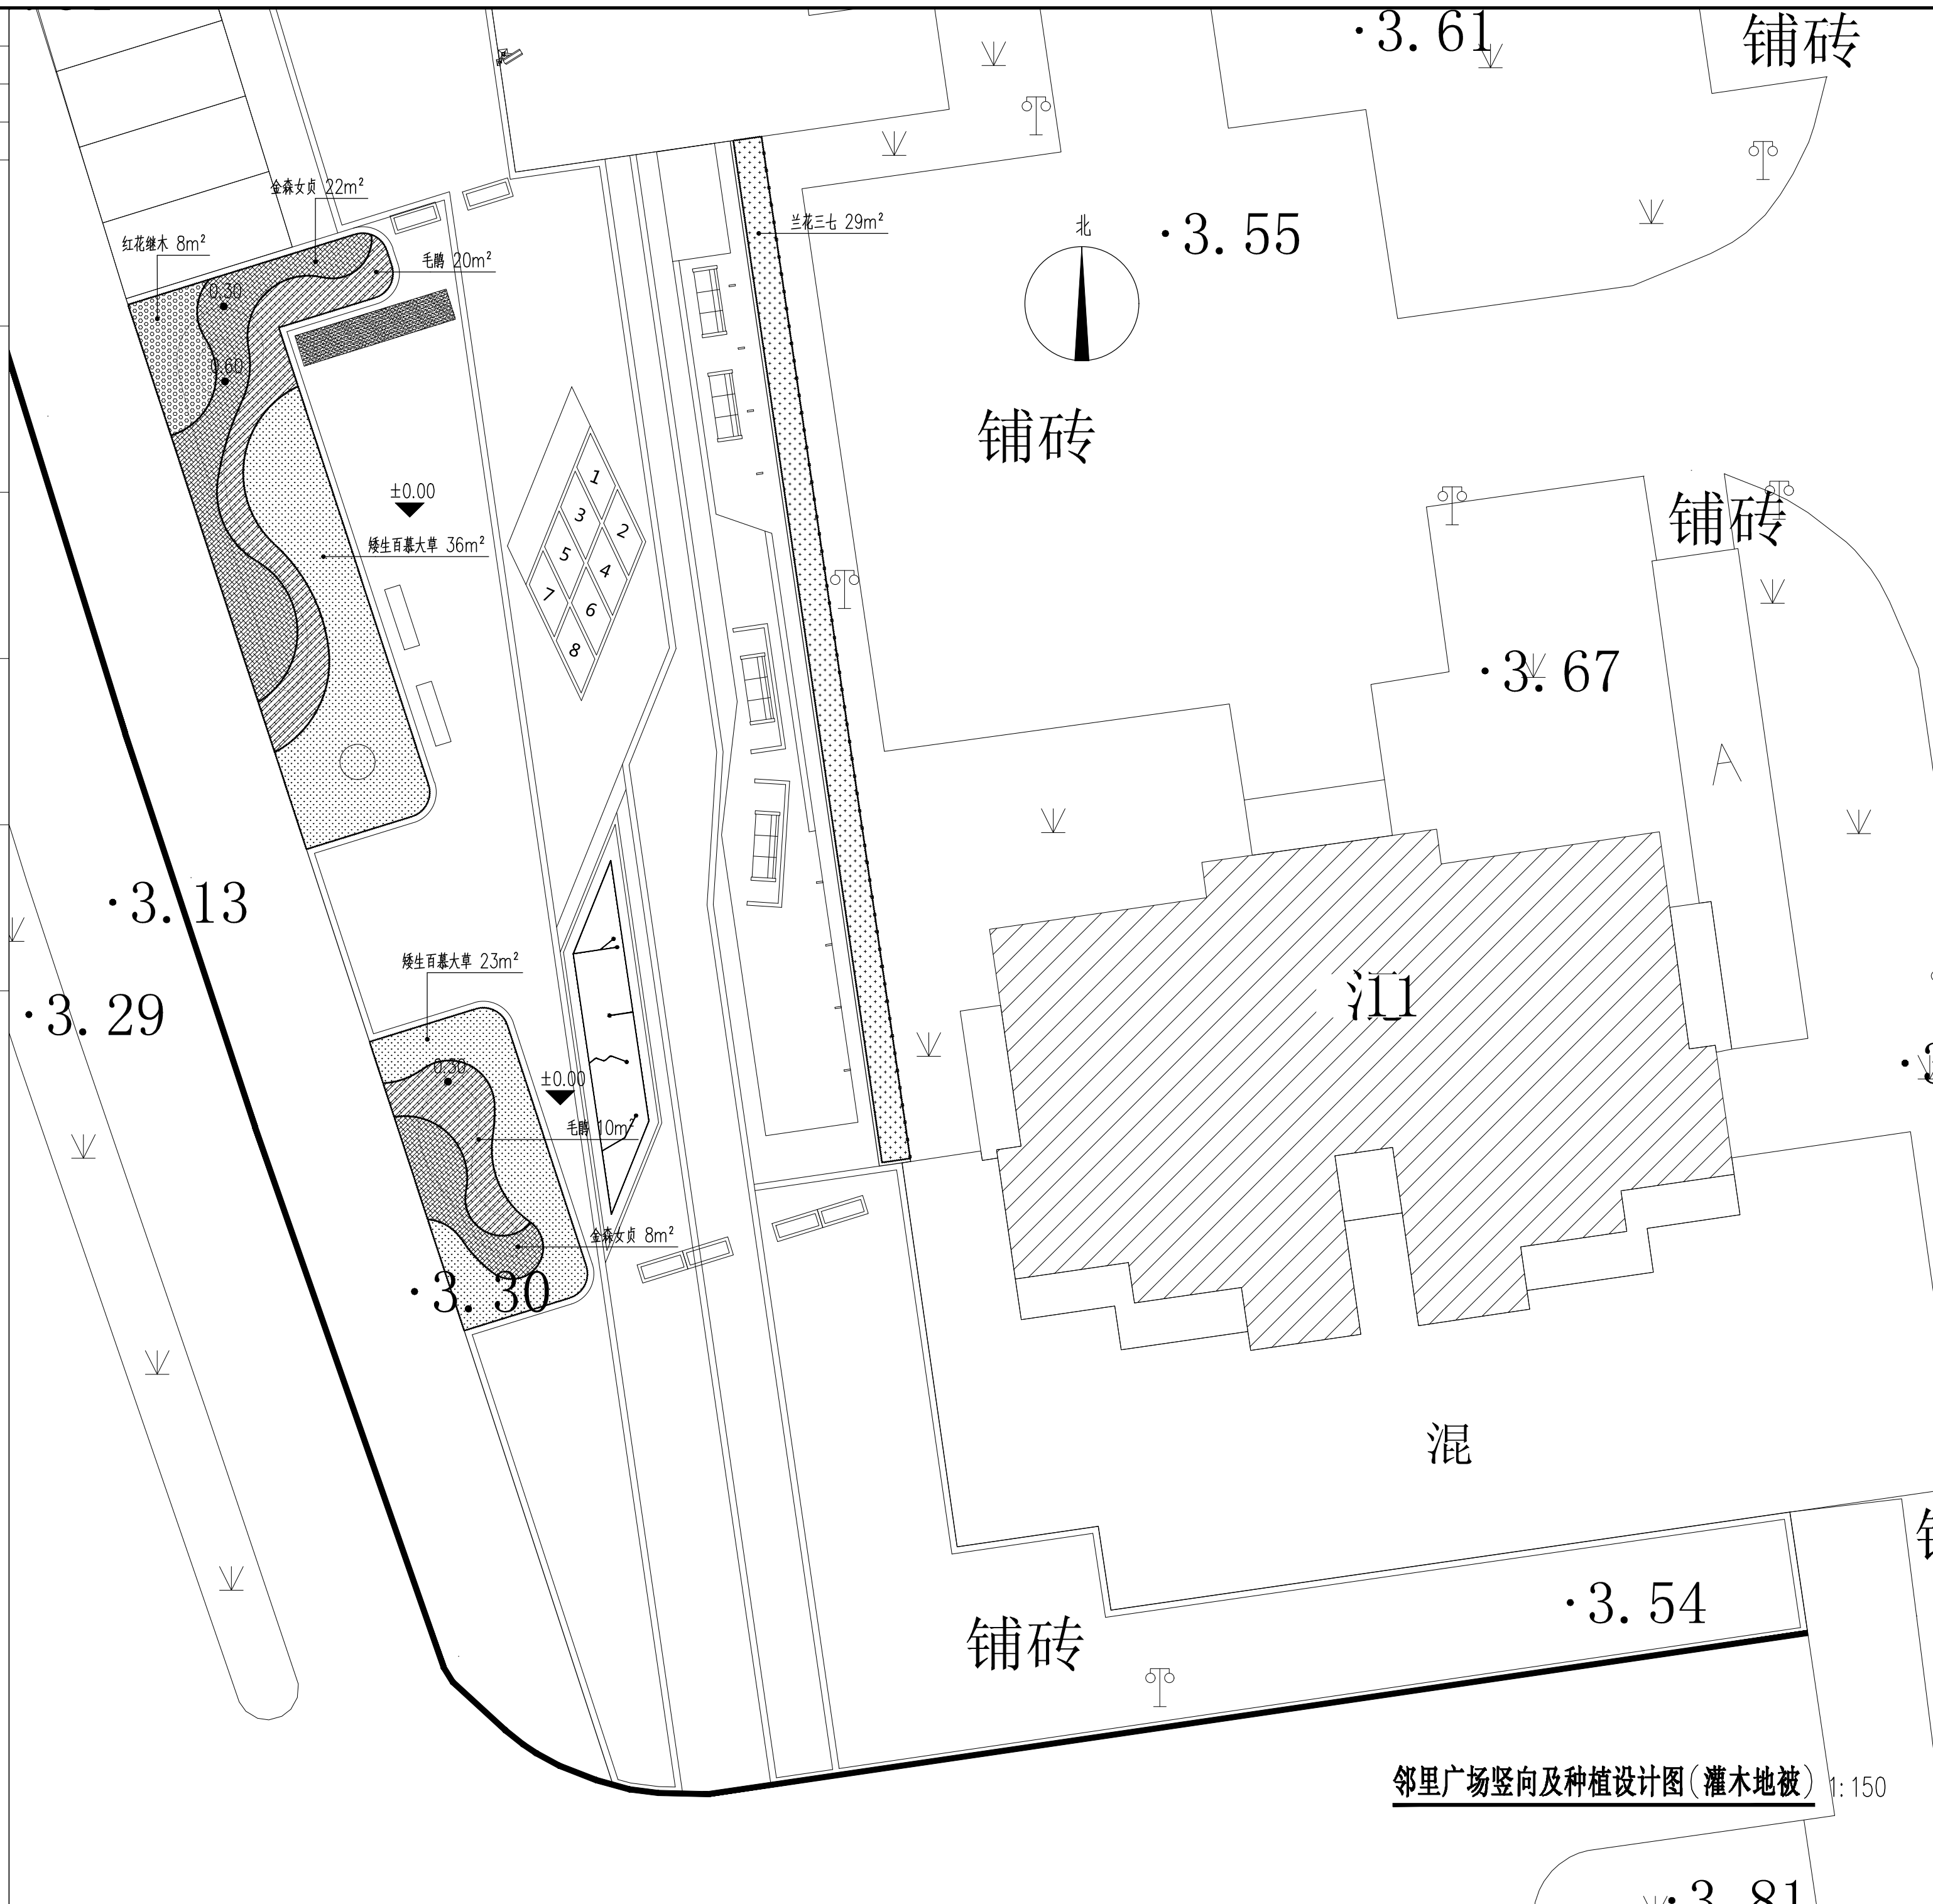 ·3.61
铺砖
金森女贞 22m²
红花继木 8m²
毛鹃 20m²
兰花三七 29m²
北
·3.55
0.30
0.60
铺砖
±0.00
1
2
3
4
5
6
7
8
矮生百慕大草 36m²
铺砖
·3.67
A
·3.13
矮生百慕大草 23m²
·3.29
江1
0.30
±0.00
毛鹃 10m²
金森女贞 8m²
·3.30
混
·3.54
铺砖
邻里广场竖向及种植设计图(灌木地被) 1:150
·3.81